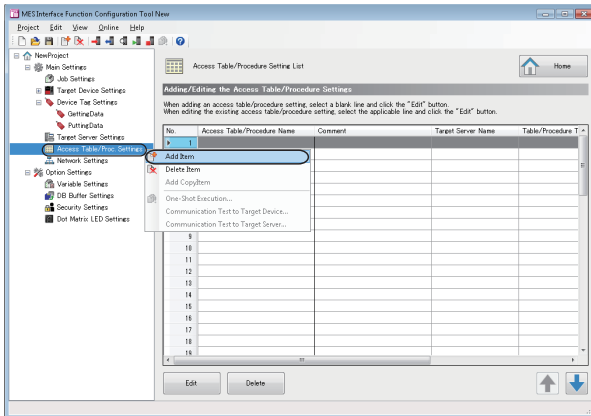 MES Interface Function Configuration Tool New
Project Edit View Online Help
NewProject
Main Settings
Job Settings
Target Device Settings
Device Tag Settings
GettingData
PuttingData
Target Server Settings
Access Table/Proc. Settings
Network Settings
Option Settings
Variable Settings
DB Buffer Settings
Security Settings
Dot Matrix LED Settings
Add Item
Delete Item
Add CopyItem
One-Shot Execution...
Communication Test to Target Device...
Communication Test to Target Server...
Access Table/Procedure Setting List
Home
Adding/Editing the Access Table/Procedure Settings
When adding an access table/procedure setting, select a blank line and click the "Edit" button.
When editing the existing access table/procedure setting, select the applicable line and click the "Edit" button.
No. Access Table/Procedure Name Comment Target Server Name Table/Procedure T
1
9
10
11
12
13
14
15
16
17
18
19
Edit Delete